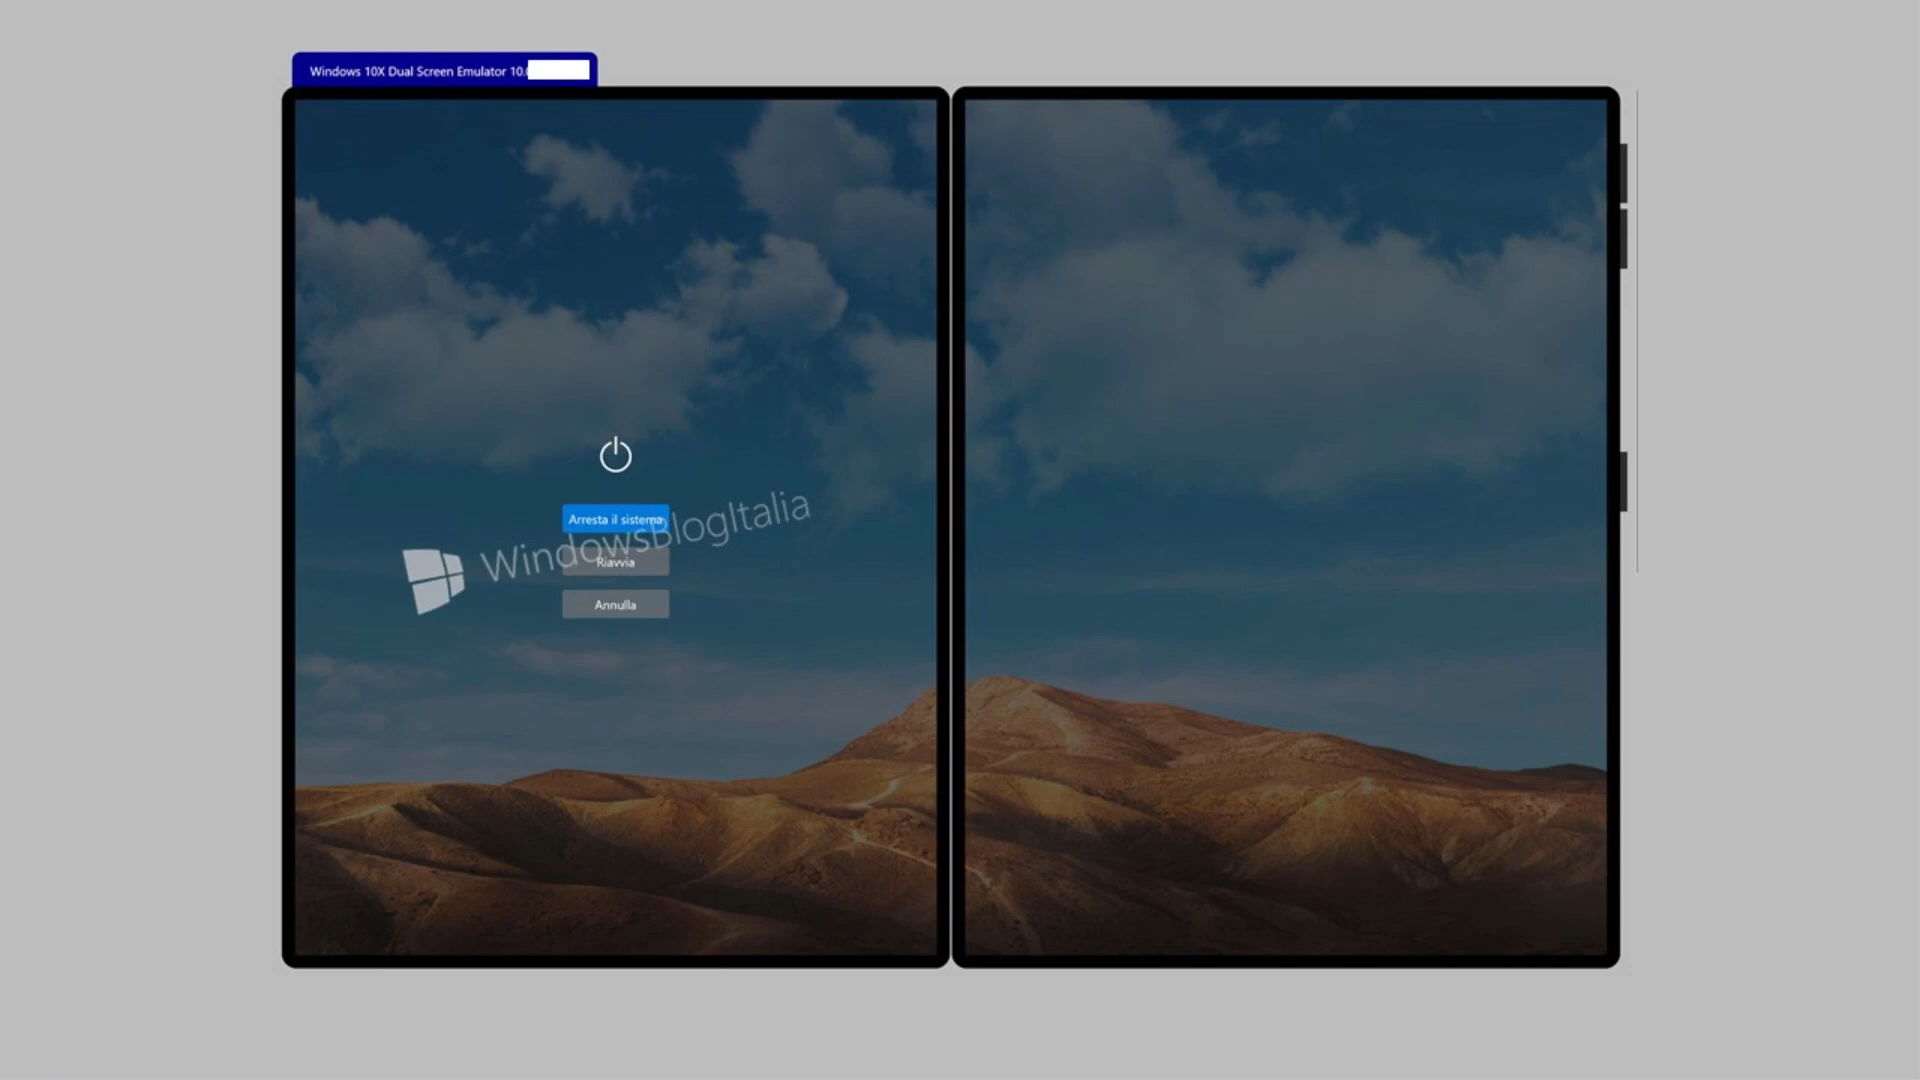 Windows 10X Dual Screen Emulator 10.
Arresta il sistema
WindowsBlogItalia
Riavvia
Annulla